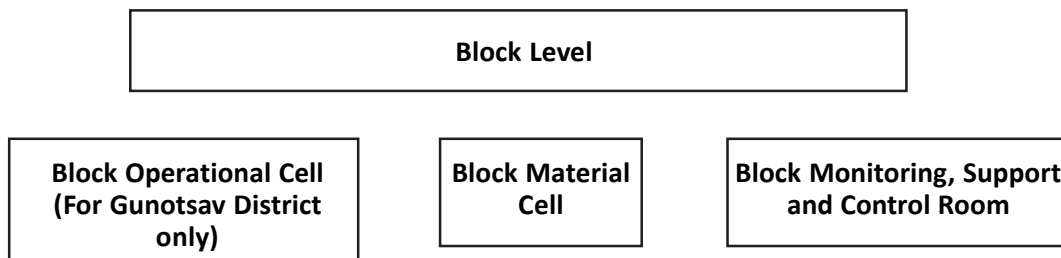 Block Level
Block Operational Cell
(For Gunotsav District
only)
Block Material
Cell
Block Monitoring, Support
and Control Room